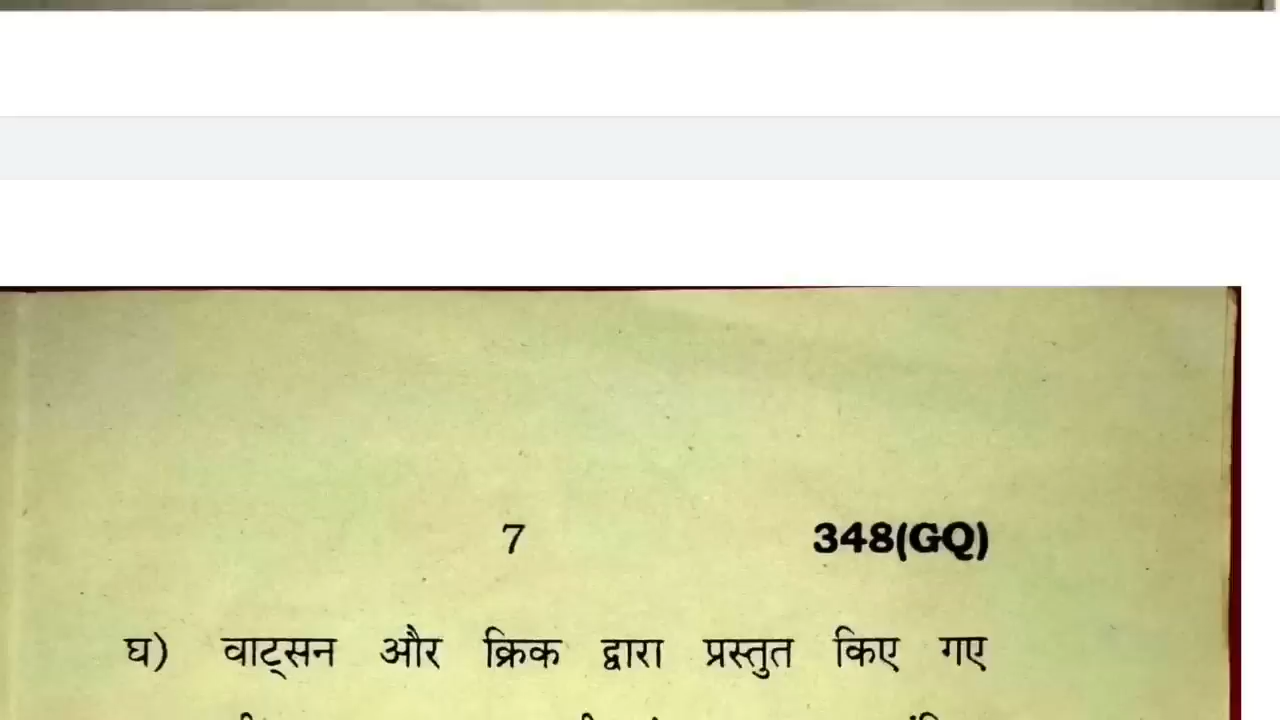 7 348(GQ)
घ) वाट्सन और क्रिक द्वारा प्रस्तुत किए गए